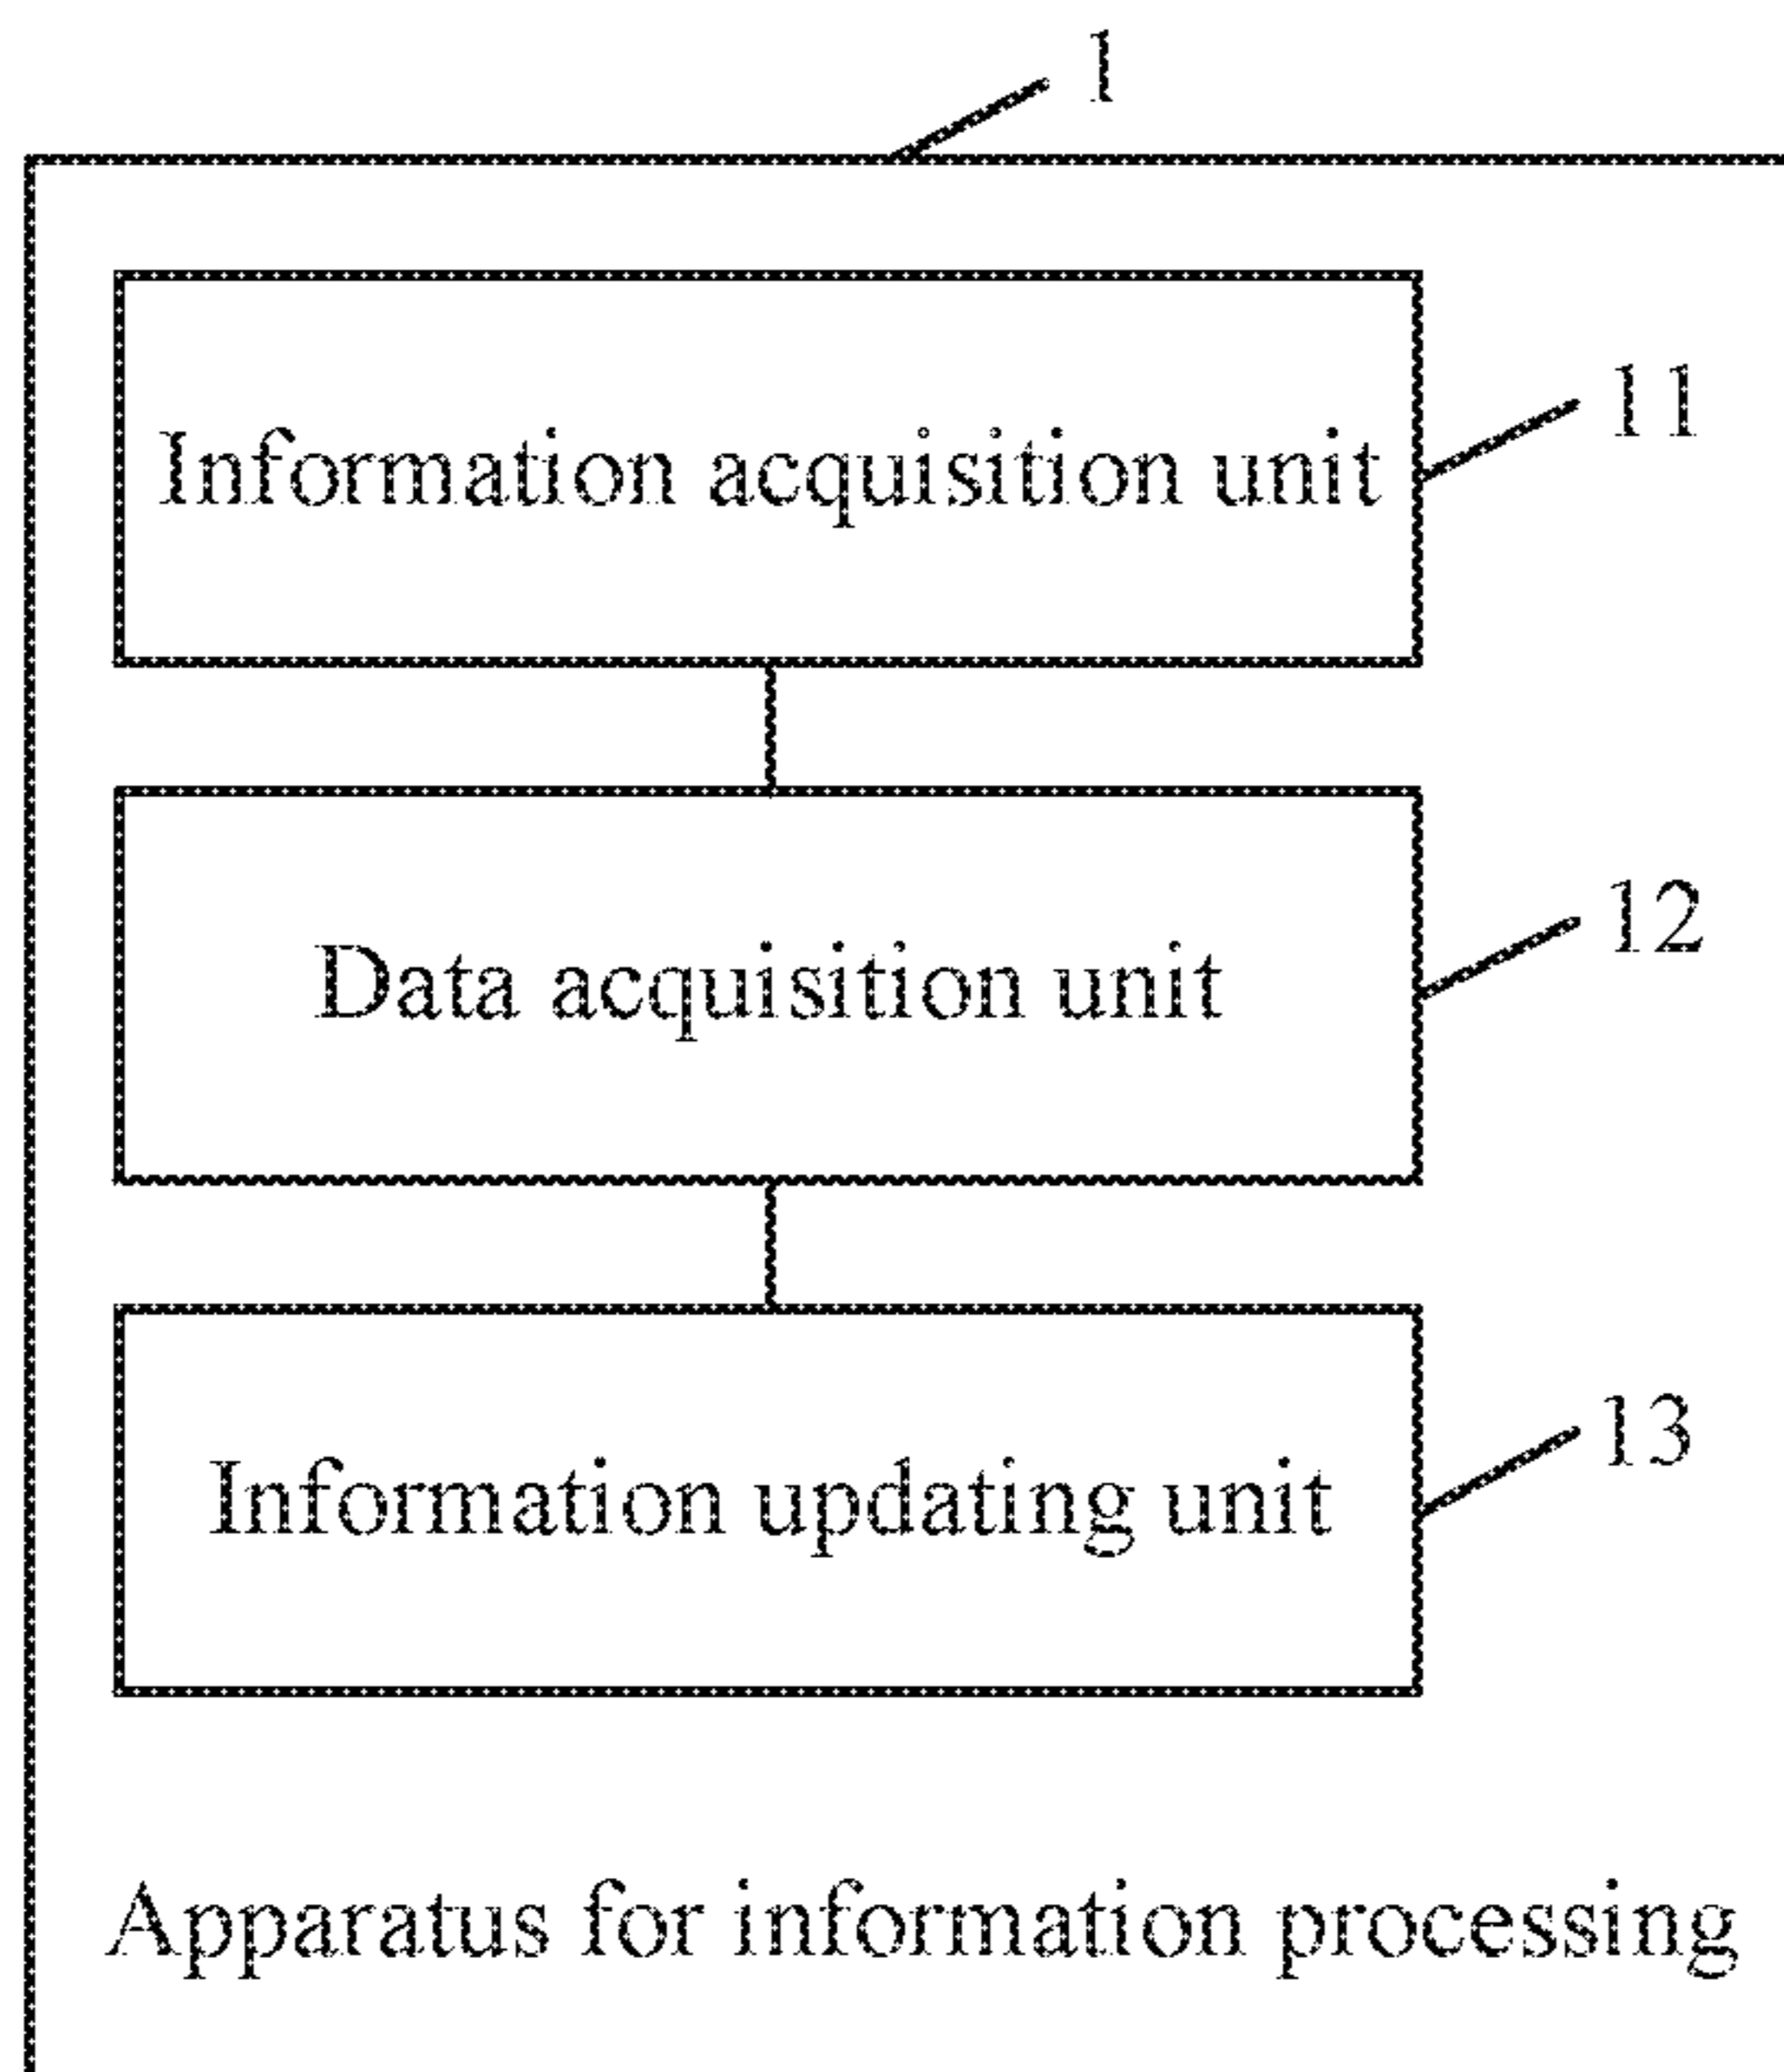 1
Information acquisition unit
11
Data acquisition unit
12
Information updating unit
13
Apparatus for information processing